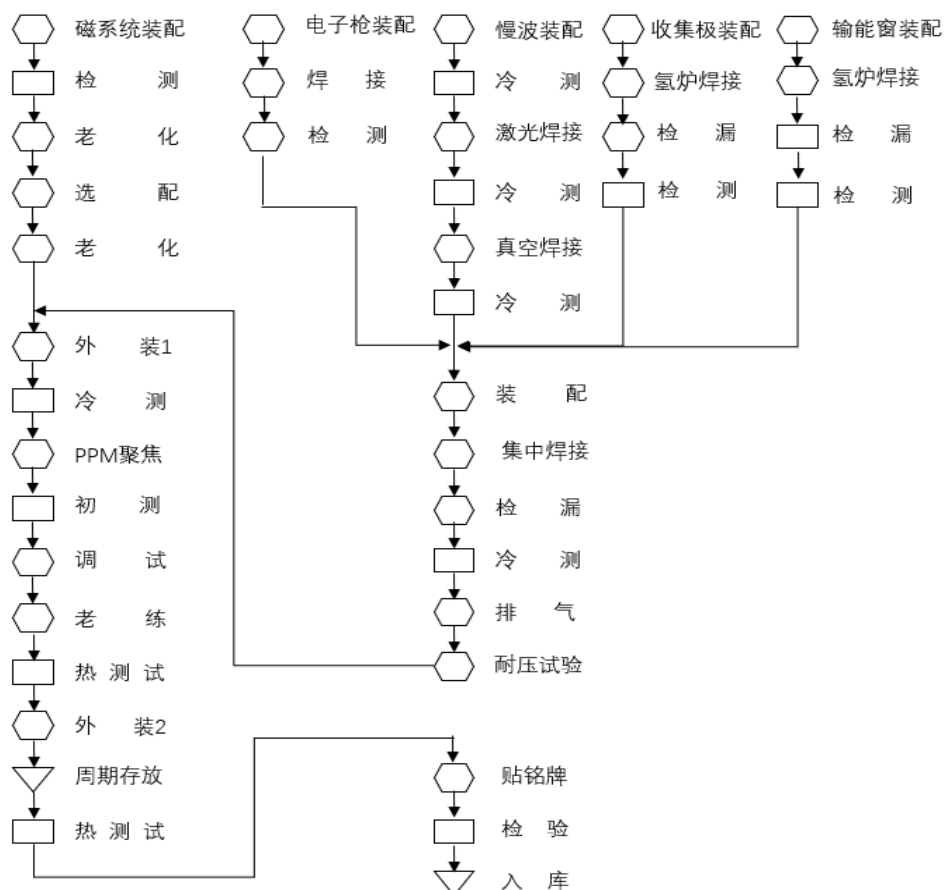 磁系统装配
检 测
老 化
选 配
老 化
外 装1
冷 测
PPM聚焦
初 测
调 试
老 练
热 测 试
外 装2
周期存放
热 测 试
电子枪装配
焊 接
检 测
慢波装配
冷 测
激光焊接
冷 测
真空焊接
冷 测
装 配
集中焊接
检 漏
冷 测
排 气
耐压试验
贴铭牌
检 验
入 库
收集极装配
氢炉焊接
检 漏
检 测
输能窗装配
氢炉焊接
检 漏
检 测